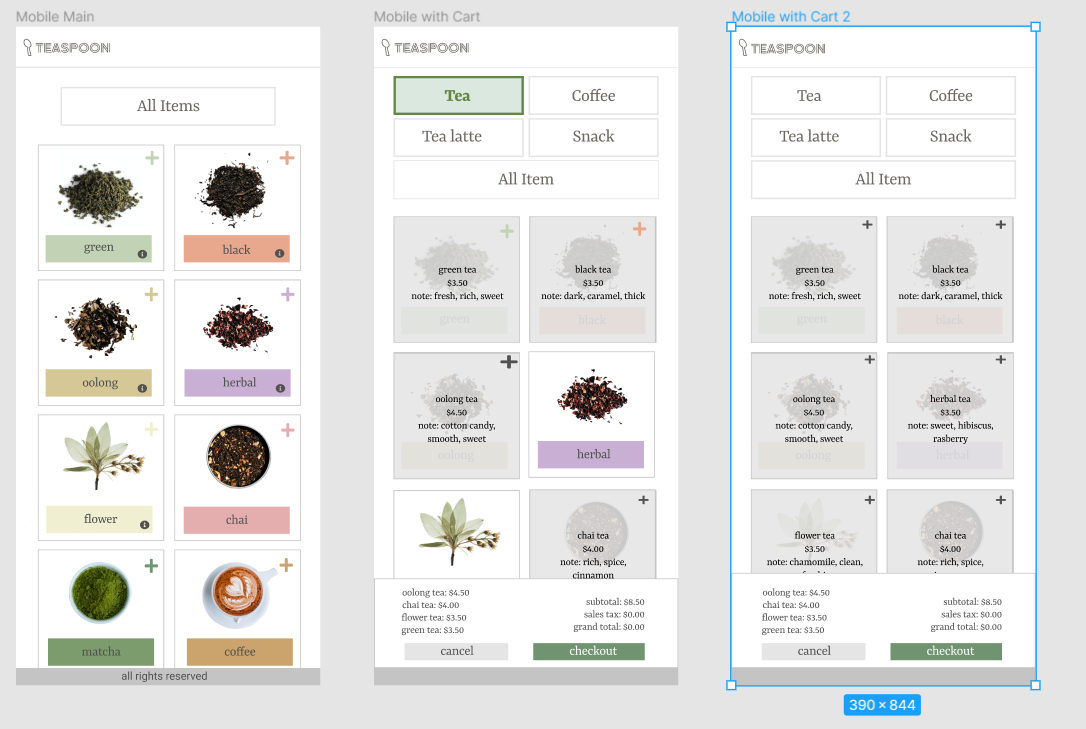 Mobile Main
TEASPOON
All Items
green
black
oolong
herbal
flower
chai
matcha
coffee
all rights reserved
Mobile with Cart
TEASPOON
Tea
Coffee
Tea latte
Snack
All Item
green tea
$3.50
note: fresh, rich, sweet
green
black tea
$3.50
note: dark, caramel, thick
black
oolong tea
$4.50
note: cotton candy,
smooth, sweet
oolong
herbal
chai tea
$4.00
note: rich, spice,
cinnamon
oolong tea: $4.50
chai tea: $4.00
flower tea: $3.50
green tea: $3.50
subtotal: $8.50
sales tax: $0.00
grand total: $0.00
cancel
checkout
Mobile with Cart 2
TEASPOON
Tea
Coffee
Tea latte
Snack
All Item
green tea
$3.50
note: fresh, rich, sweet
green
black tea
$3.50
note: dark, caramel, thick
black
oolong tea
$4.50
note: cotton candy,
smooth, sweet
oolong
herbal tea
$3.50
note: sweet, hibiscus,
rasberry
herbal
flower tea
$3.50
note: chamomile, clean,
chai tea
$4.00
note: rich, spice,
oolong tea: $4.50
chai tea: $4.00
flower tea: $3.50
green tea: $3.50
subtotal: $8.50
sales tax: $0.00
grand total: $0.00
cancel
checkout
390 × 844